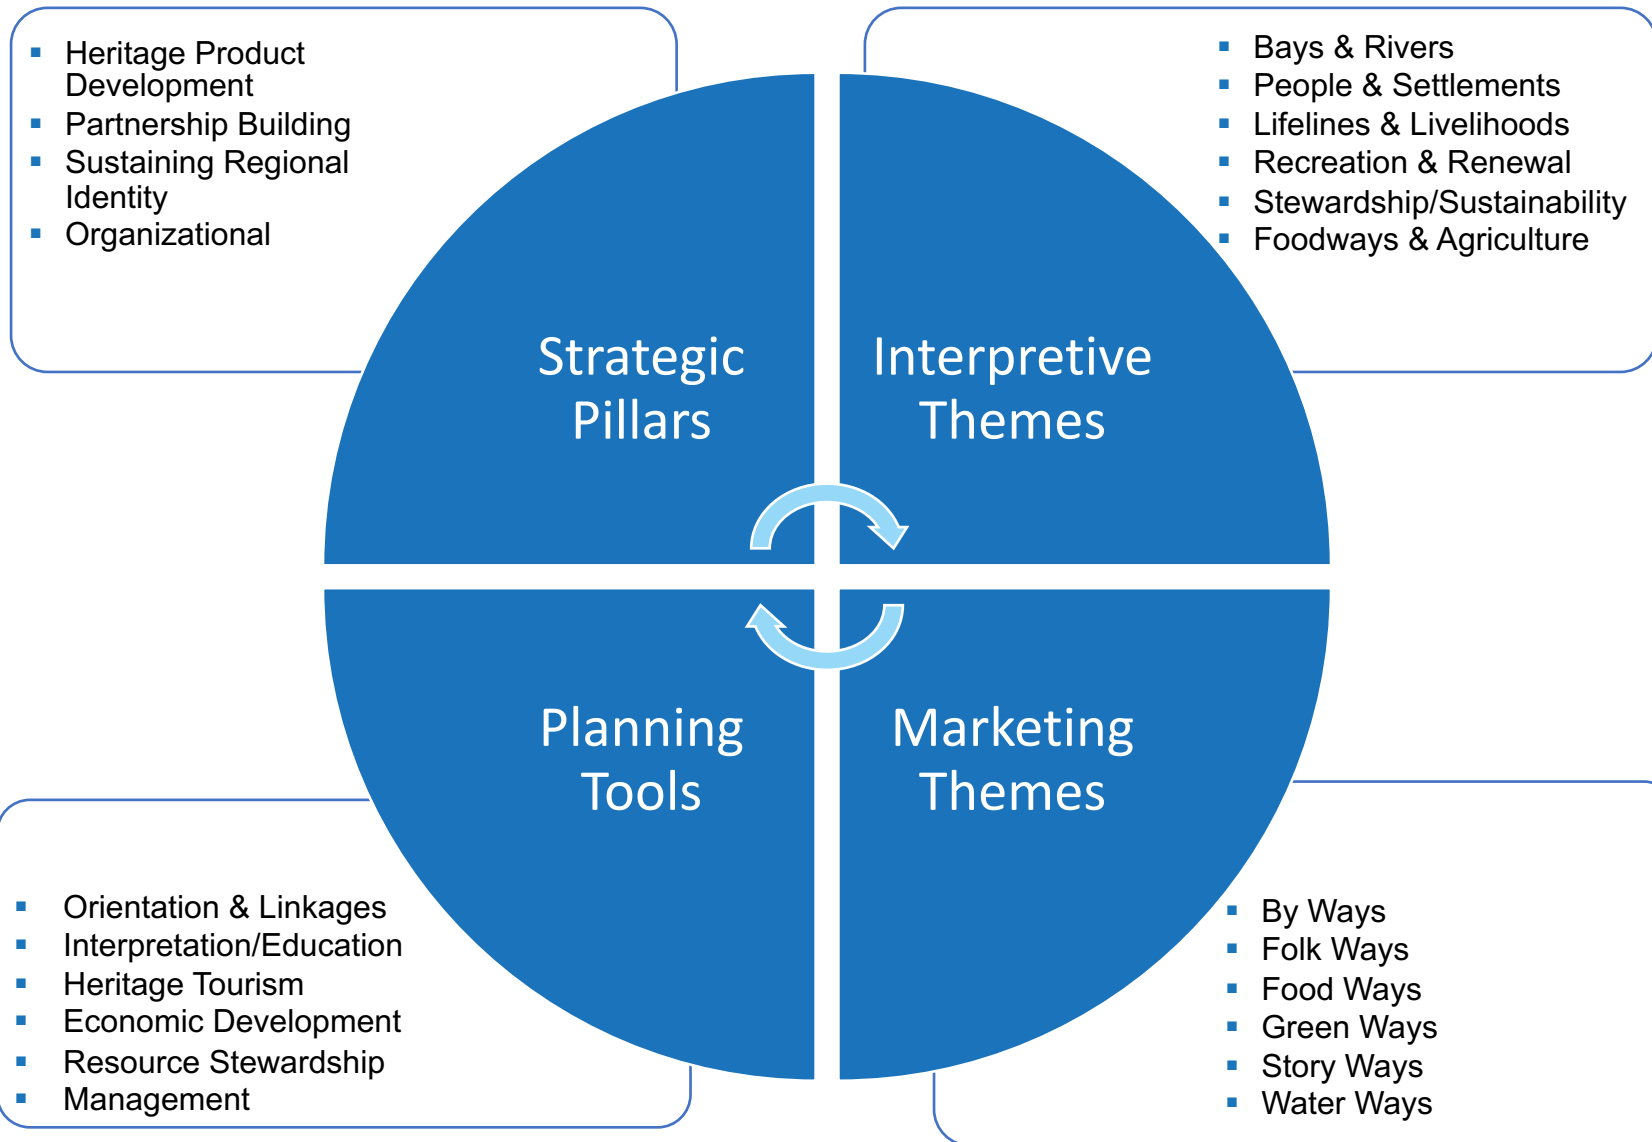 Heritage Product
Development
Partnership Building
Sustaining Regional
Identity
Organizational
Bays & Rivers
People & Settlements
Lifelines & Livelihoods
Recreation & Renewal
Stewardship/Sustainability
Foodways & Agriculture
Strategic
Pillars
Interpretive
Themes
Planning
Tools
Marketing
Themes
Orientation & Linkages
Interpretation/Education
Heritage Tourism
Economic Development
Resource Stewardship
Management
By Ways
Folk Ways
Food Ways
Green Ways
Story Ways
Water Ways